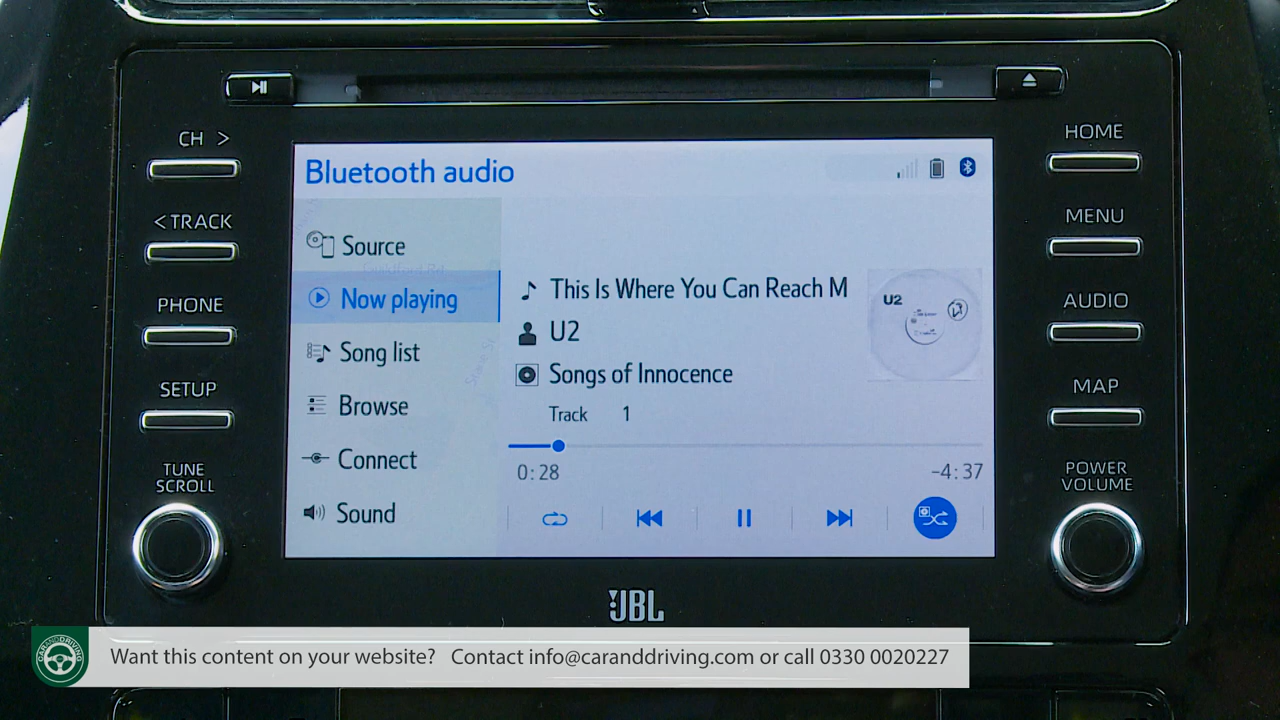 CH >
< TRACK
PHONE
SETUP
TUNE
SCROLL
Bluetooth audio
Source
Now playing
Song list
Browse
Connect
Sound
This Is Where You Can Reach M
U2
Songs of Innocence
Track 1
0:28
-4:37
U2
HOME
MENU
AUDIO
MAP
POWER
VOLUME
JBL
CARANDDRIVING
Want this content on your website? Contact info@caranddriving.com or call 0330 0020227